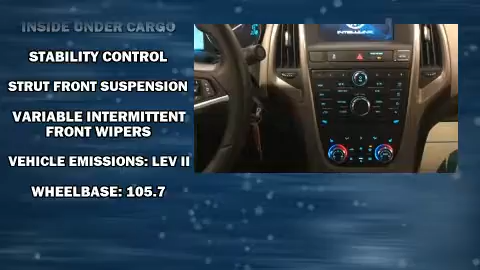 INSIDE UNDER CARGO
STABILITY CONTROL
STRUT FRONT SUSPENSION
VARIABLE INTERMITTENT
FRONT WIPERS
VEHICLE EMISSIONS: LEV II
WHEELBASE: 105.7
INTELLILINK